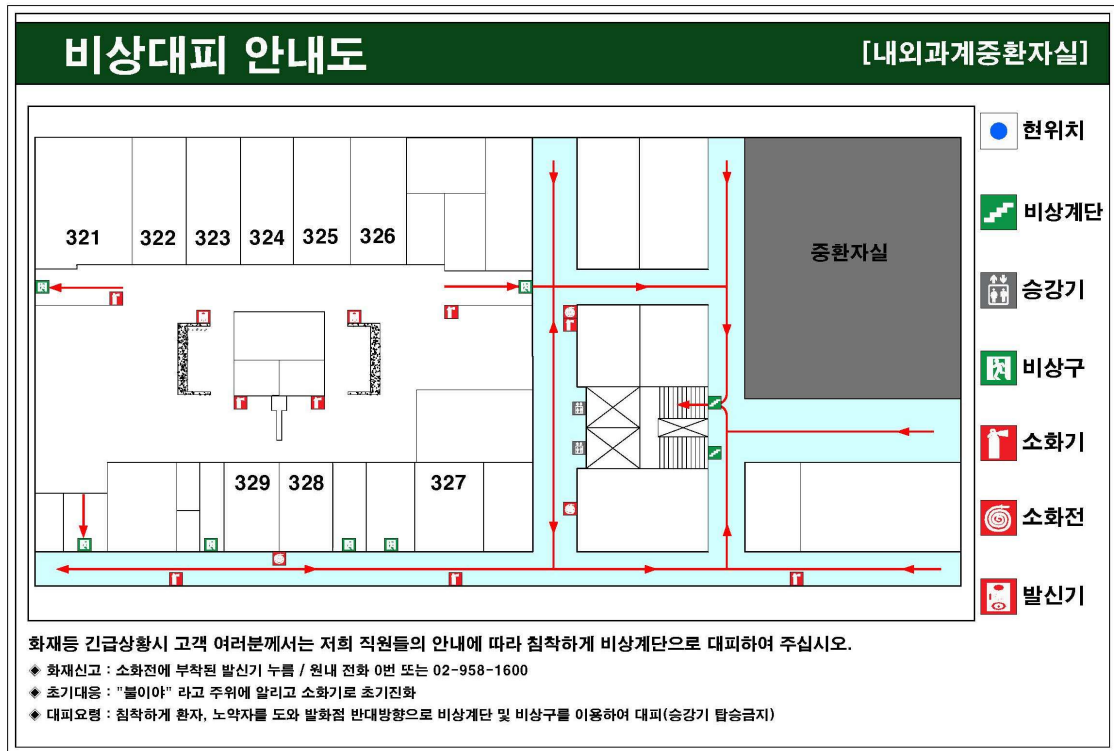 비상대피 안내도
[내외과계중환자실]
현위치
비상계단
승강기
비상구
소화기
소화전
발신기
321
322
323
324
325
326
중환자실
329
328
327
화재등 긴급상황시 고객 여러분께서는 저희 직원들의 안내에 따라 침착하게 비상계단으로 대피하여 주십시오.
◈ 화재신고 : 소화전에 부착된 발신기 누름 / 원내 전화 0번 또는 02-958-1600
◈ 초기대응 : "불이야" 라고 주위에 알리고 소화기로 초기진화
◈ 대피요령 : 침착하게 환자, 노약자를 도와 발화점 반대방향으로 비상계단 및 비상구를 이용하여 대피(승강기 탑승금지)